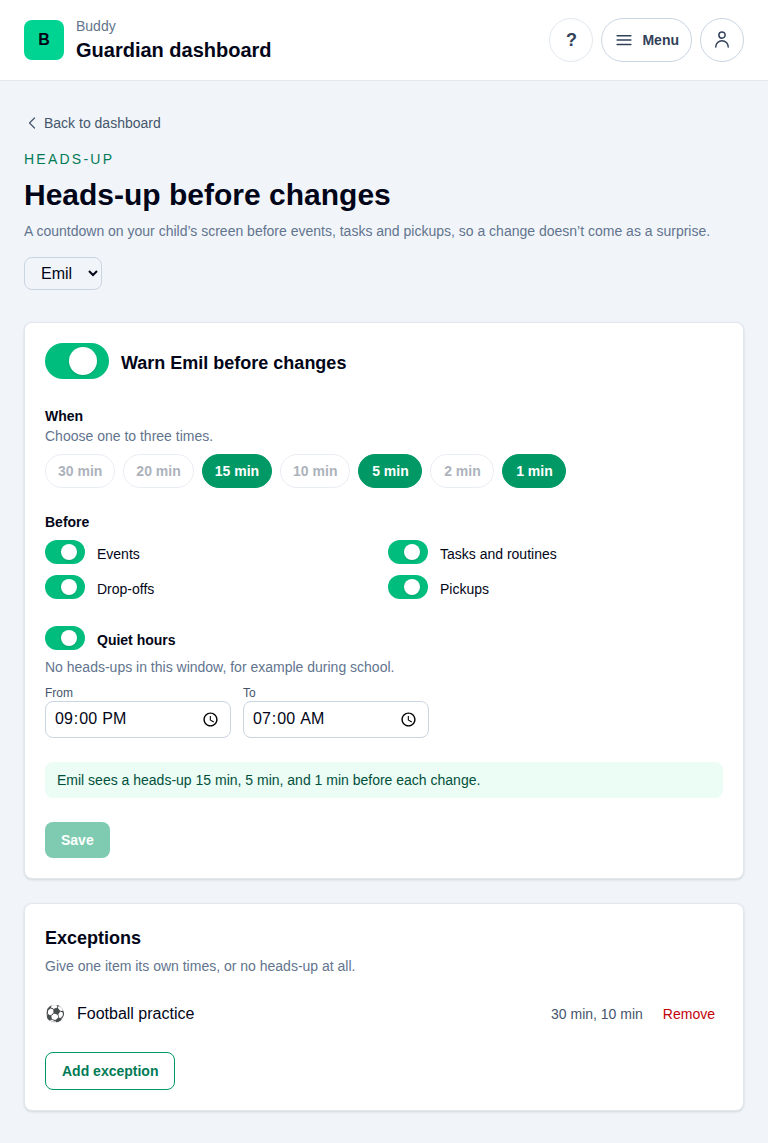 B
Buddy
Guardian dashboard
?
Menu
Back to dashboard
HEADS-UP
Heads-up before changes
A countdown on your child’s screen before events, tasks and pickups, so a change doesn’t come as a surprise.
Emil
Warn Emil before changes
When
Choose one to three times.
30 min 20 min 15 min 10 min 5 min 2 min 1 min
Before
Events
Tasks and routines
Drop-offs
Pickups
Quiet hours
No heads-ups in this window, for example during school.
From To
09:00 PM 07:00 AM
Emil sees a heads-up 15 min, 5 min, and 1 min before each change.
Save
Exceptions
Give one item its own times, or no heads-up at all.
Football practice 30 min, 10 min Remove
Add exception